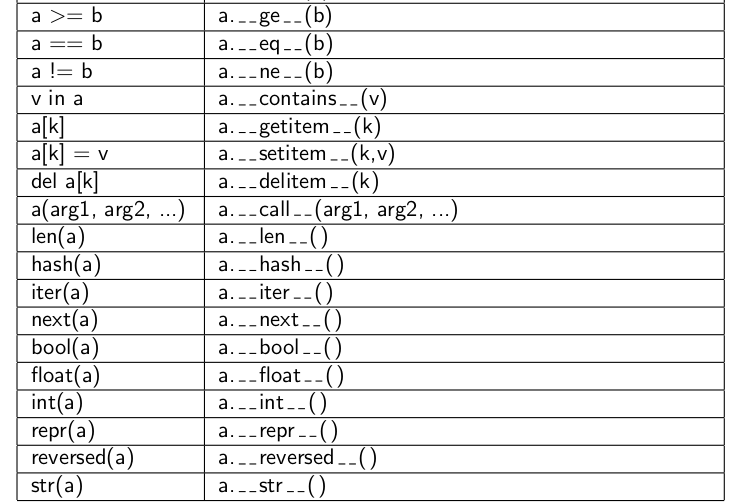 a >= b a.__ge__(b)
a == b a.__eq__(b)
a != b a.__ne__(b)
v in a a.__contains__(v)
a[k] a.__getitem__(k)
a[k] = v a.__setitem__(k,v)
del a[k] a.__delitem__(k)
a(arg1, arg2, ...) a.__call__(arg1, arg2, ...)
len(a) a.__len__()
hash(a) a.__hash__()
iter(a) a.__iter__()
next(a) a.__next__()
bool(a) a.__bool__()
float(a) a.__float__()
int(a) a.__int__()
repr(a) a.__repr__()
reversed(a) a.__reversed__()
str(a) a.__str__()